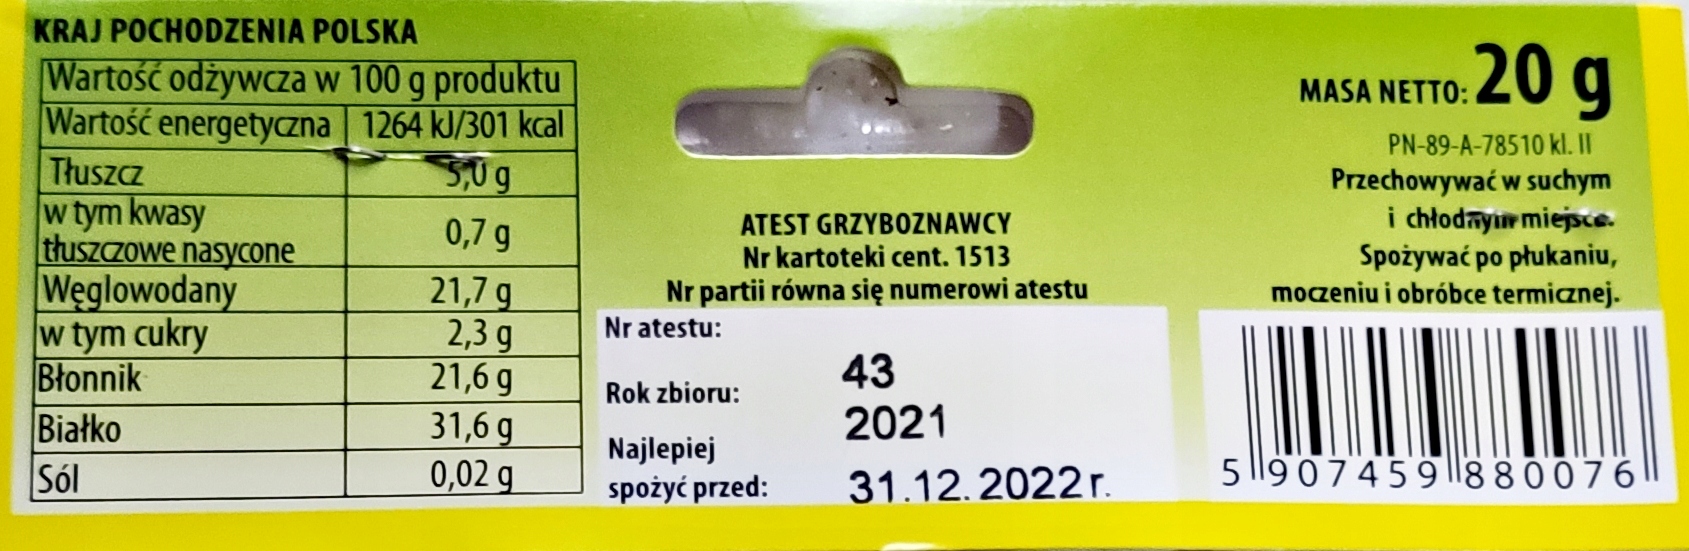 KRAJ POCHODZENIA POLSKA
Wartość odżywcza w 100 g produktu
Wartość energetyczna 1264 kJ/301 kcal
Tłuszcz 5,0 g
w tym kwasy
tłuszczowe nasycone 0,7 g
Węglowodany 21,7 g
w tym cukry 2,3 g
Błonnik 21,6 g
Białko 31,6 g
Sól 0,02 g
ATEST GRZYBOZNAWCY
Nr kartoteki cent. 1513
Nr partii równa się numerowi atestu
Nr atestu:
43
Rok zbioru:
2021
Najlepiej
spożyć przed: 31.12.2022r.
MASA NETTO: 20 g
PN-89-A-78510 kl. II
Przechowywać w suchym
i chłodnym miejscu.
Spożywać po płukaniu,
moczeniu i obróbce termicznej.
5 907459 880076